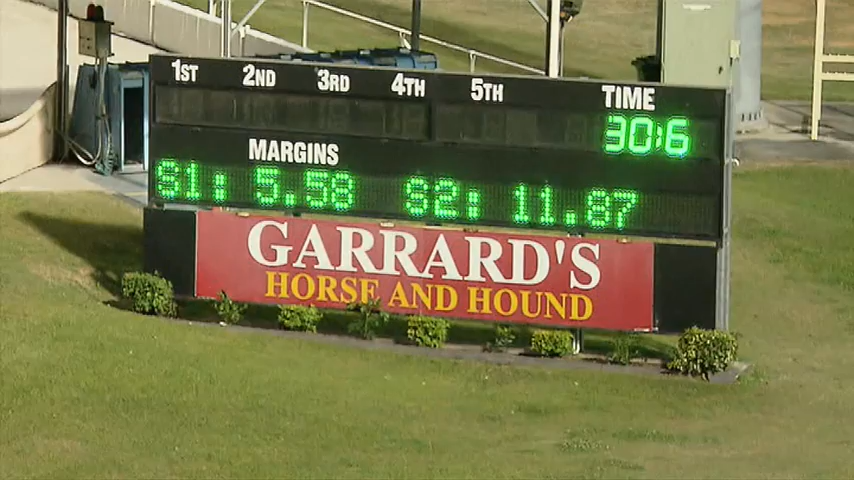 1ST 2ND 3RD 4TH 5TH TIME
30:6
MARGINS
S1: 5.58 S2: 11.87
GARRARD'S
HORSE AND HOUND